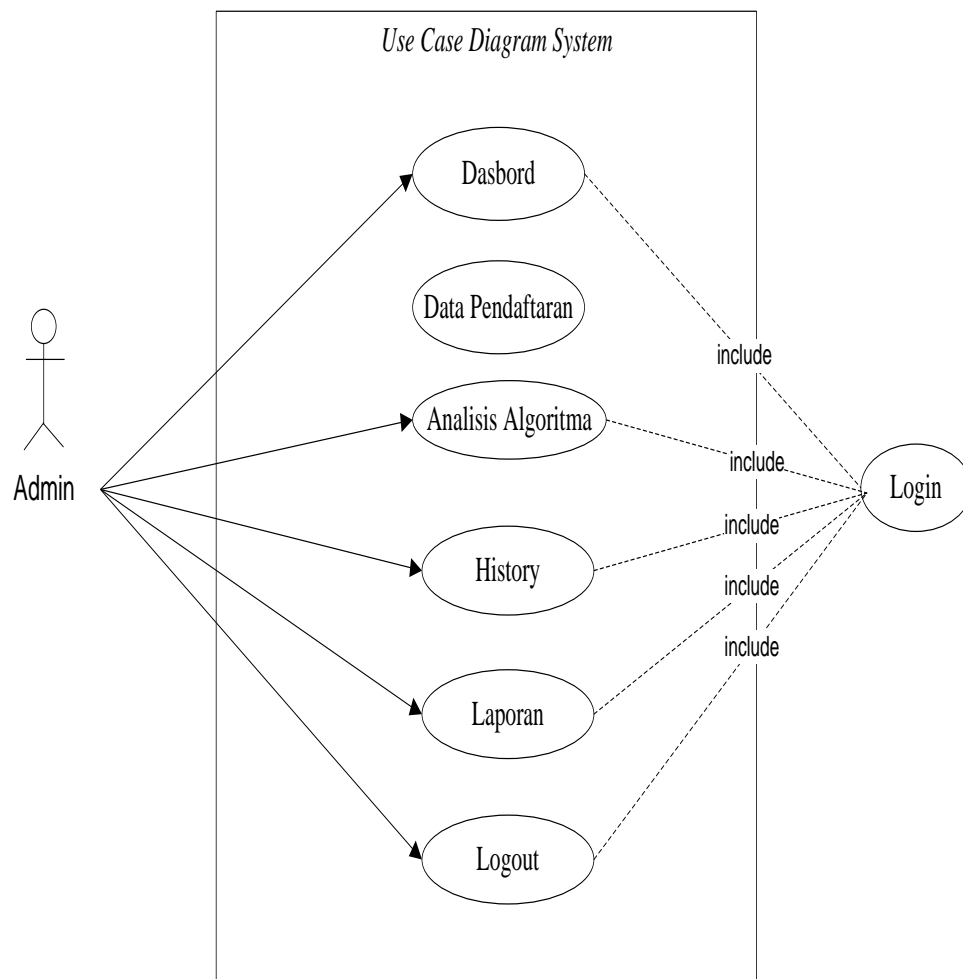 Use Case Diagram System
Dasbord
Data Pendaftaran
include
Analisis Algoritma
include
Login
Admin
include
History
include
include
Laporan
Logout